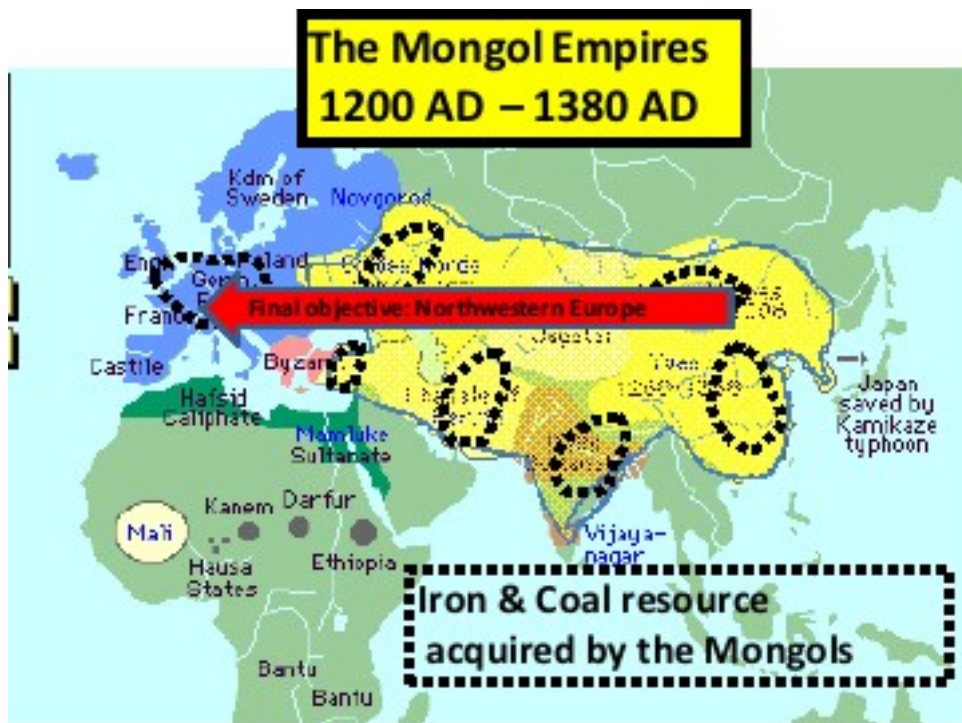 The Mongol Empires
1200 AD – 1380 AD
Kdm of
Sweden
Novgorod
Final objective: Northwestern Europe
Castile
Hafsid
Caliphate
Mamluke
Sultanate
Japan
saved by
Kamikaze
typhoon
Kanem
Darfur
Mali
Hausa
States
Ethiopia
Vijaya-
nagar
Iron & Coal resource
acquired by the Mongols
Bantu
Bantu